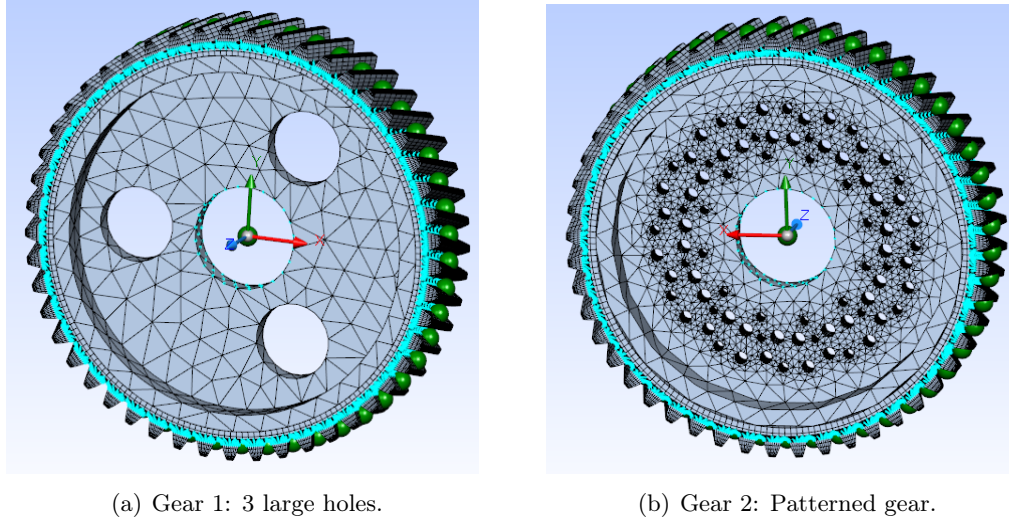 Y
X
Z
Y
X
Z
(a) Gear 1: 3 large holes.
(b) Gear 2: Patterned gear.